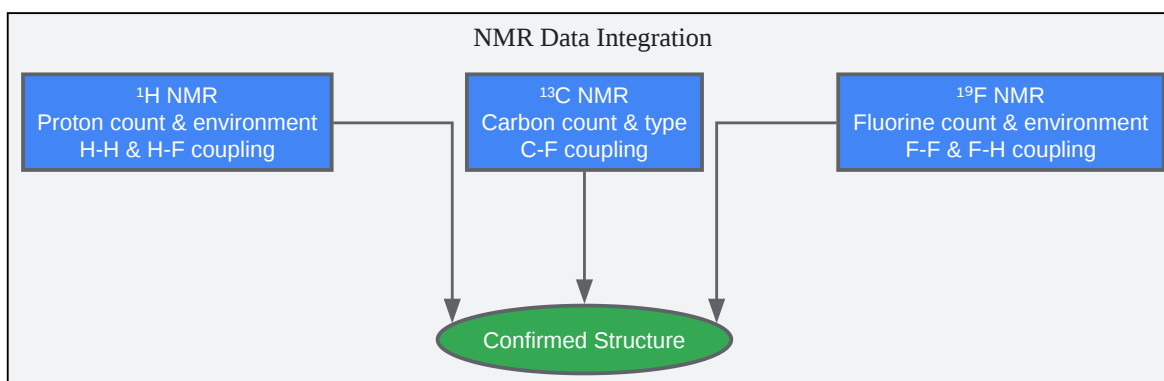 NMR Data Integration
¹H NMR
Proton count & environment
H-H & H-F coupling
¹³C NMR
Carbon count & type
C-F coupling
¹⁹F NMR
Fluorine count & environment
F-F & F-H coupling
Confirmed Structure